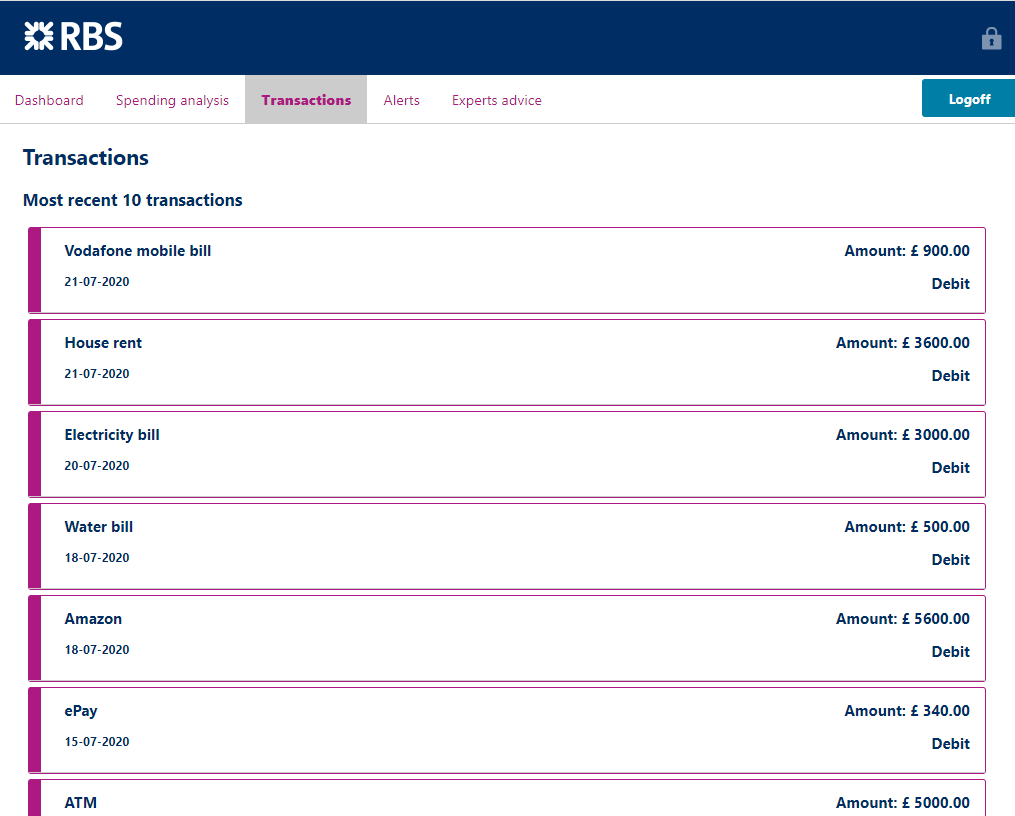 RBS
Dashboard Spending analysis Transactions Alerts Experts advice Logoff
Transactions
Most recent 10 transactions
Vodafone mobile bill Amount: £ 900.00
21-07-2020 Debit
House rent Amount: £ 3600.00
21-07-2020 Debit
Electricity bill Amount: £ 3000.00
20-07-2020 Debit
Water bill Amount: £ 500.00
18-07-2020 Debit
Amazon Amount: £ 5600.00
18-07-2020 Debit
ePay Amount: £ 340.00
15-07-2020 Debit
ATM Amount: £ 5000.00